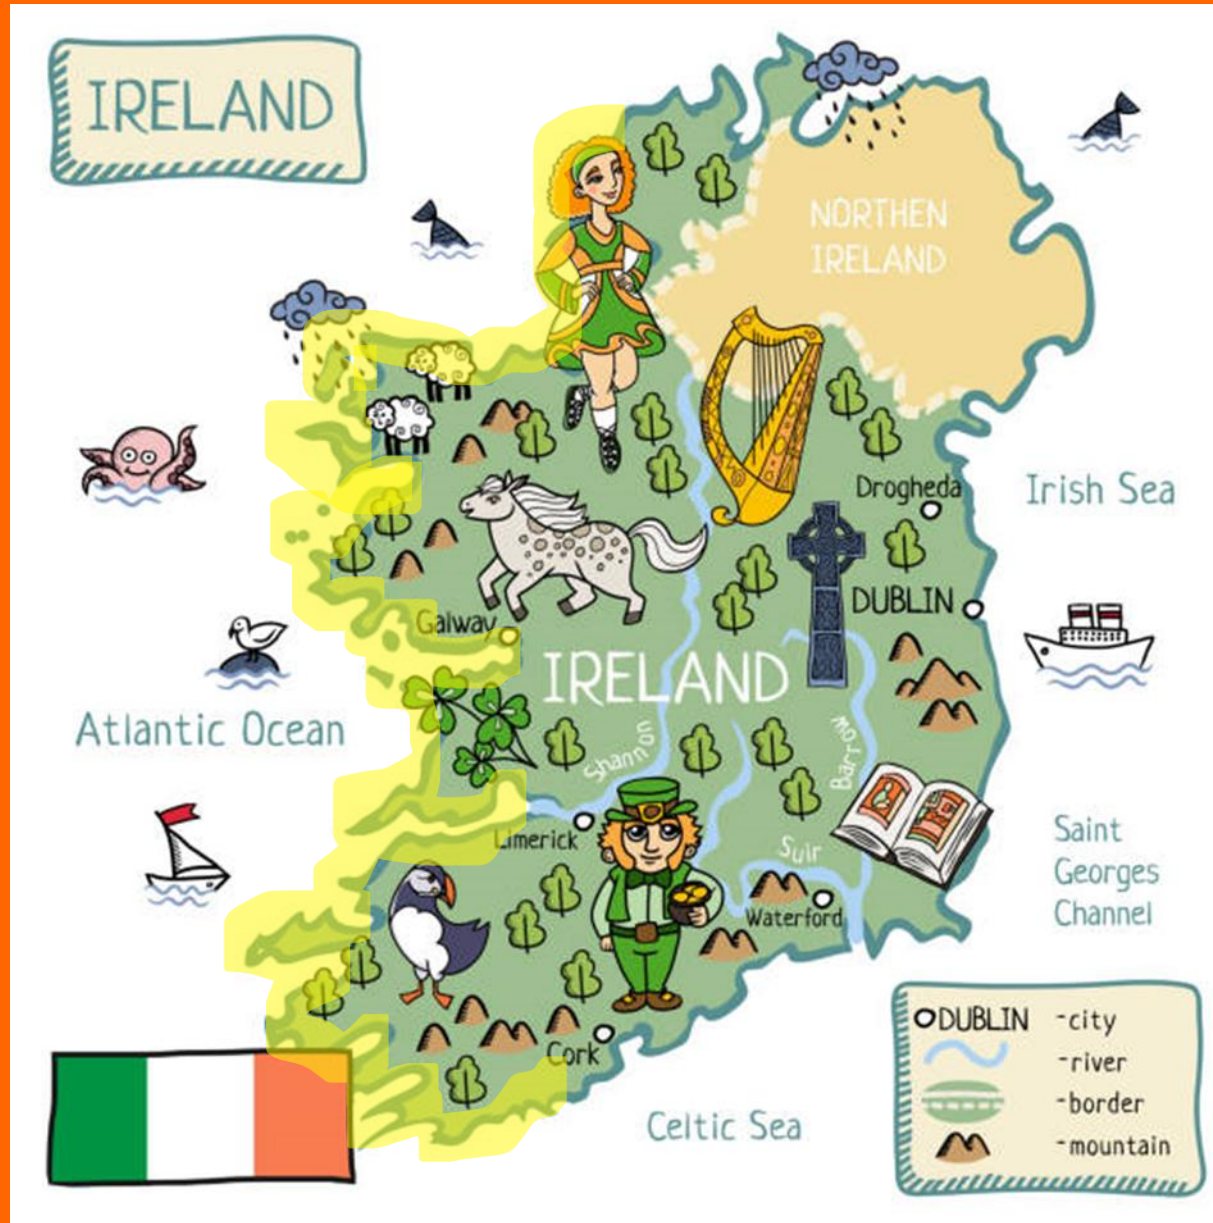 IRELAND
NORTHEN
IRELAND
Drogheda
Irish Sea
DUBLIN
Galway
IRELAND
Atlantic Ocean
Shannon
Barrow
Limerick
Suir
Saint
Georges
Channel
Waterford
Cork
Celtic Sea
DUBLIN -city
-river
-border
-mountain